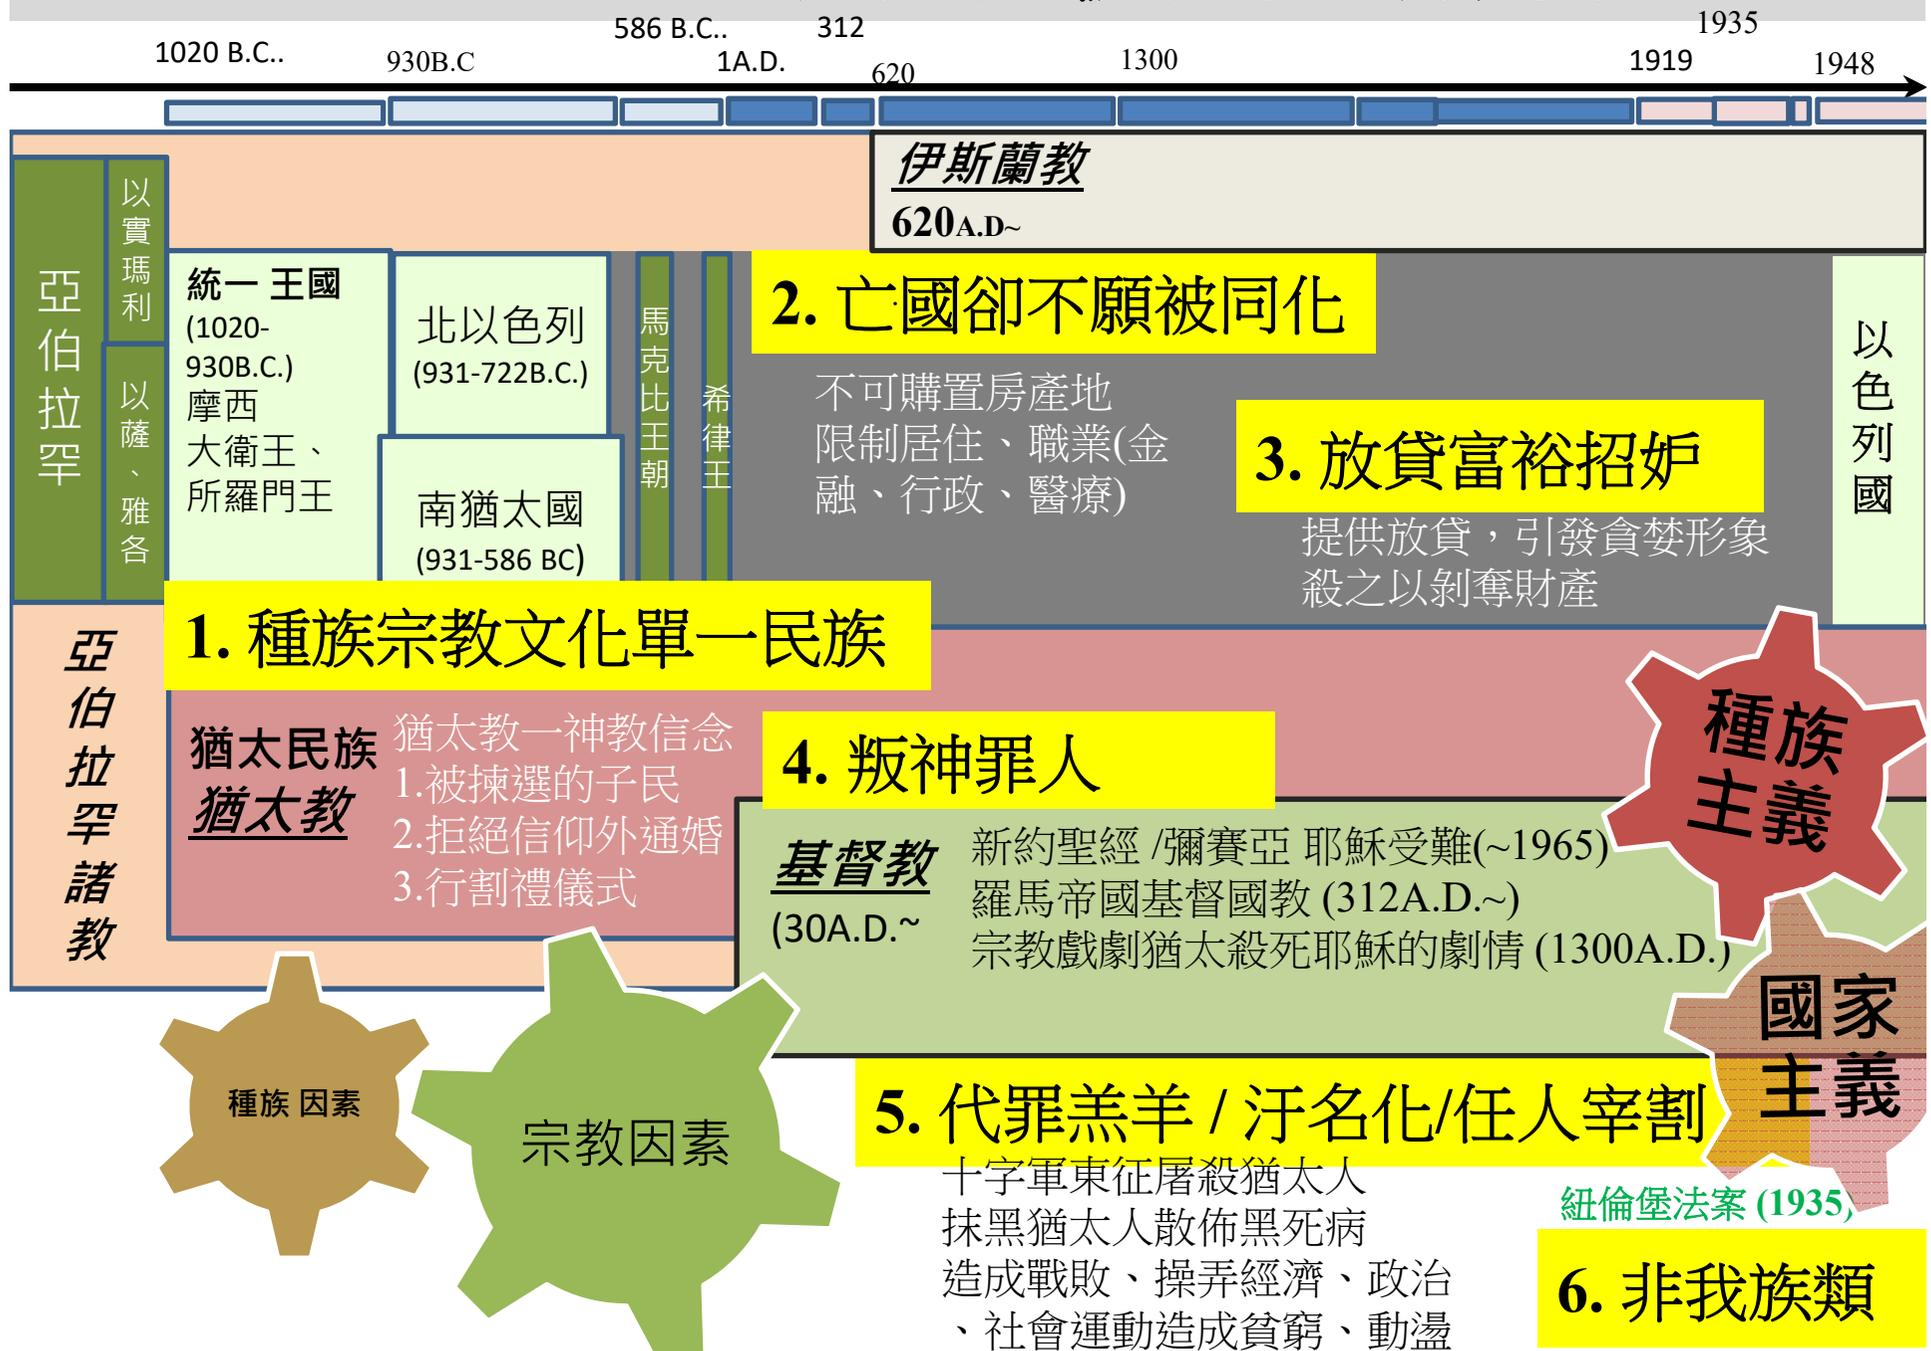 1020 B.C..
930B.C
586 B.C..
1A.D.
312
620
1300
1919
1935
1948
伊斯蘭教
620A.D~
亞伯拉罕
以實瑪利
以薩、雅各
統一 王國
(1020-
930B.C.)
摩西
大衛王、
所羅門王
北以色列
(931-722B.C.)
南猶太國
(931-586 BC)
馬克比王朝
希律王
2. 亡國卻不願被同化
不可購置房產地
限制居住、職業(金
融、行政、醫療)
3. 放貸富裕招妒
提供放貸，引發貪婪形象
殺之以剝奪財產
以色列國
1. 種族宗教文化單一民族
亞伯拉罕諸教
猶太民族
猶太教
猶太教一神教信念
1.被揀選的子民
2.拒絕信仰外通婚
3.行割禮儀式
4. 叛神罪人
基督教
(30A.D.~
新約聖經 /彌賽亞 耶穌受難(~1965)
羅馬帝國基督國教 (312A.D.~)
宗教戲劇猶太殺死耶穌的劇情 (1300A.D.)
種族
主義
國家
主義
種族 因素
宗教因素
5. 代罪羔羊 / 汙名化/任人宰割
十字軍東征屠殺猶太人
抹黑猶太人散佈黑死病
造成戰敗、操弄經濟、政治
、社會運動造成貧窮、動盪
紐倫堡法案 (1935)
6. 非我族類